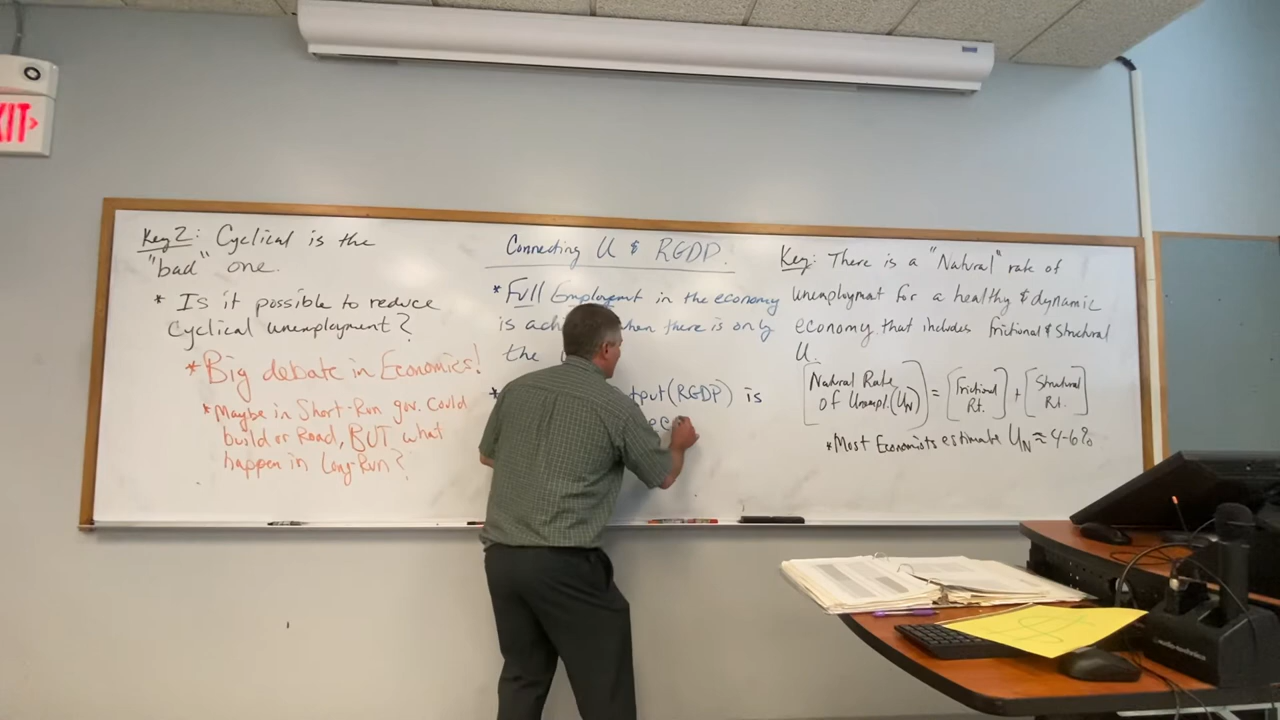 KIT>
Key 2: Cyclical is the
"bad" one.
* Is it possible to reduce
Cyclical unemployment?
* Big debate in Economics!
* Maybe in Short-Run gov. Could
build or Road, BUT what
happen in Long-Run?
Connecting U & RGDP.
* Full Employment in the economy
is when there is only
the
* (RGDP) is
Key: There is a "Natural" rate of
unemployment for a healthy & dynamic
economy that includes frictional & Structural
U.
[Natural Rate of Unempl. (UN)] = [Frictional Rt.] + [Structural Rt.]
* Most Economists estimate UN ≈ 4-6%